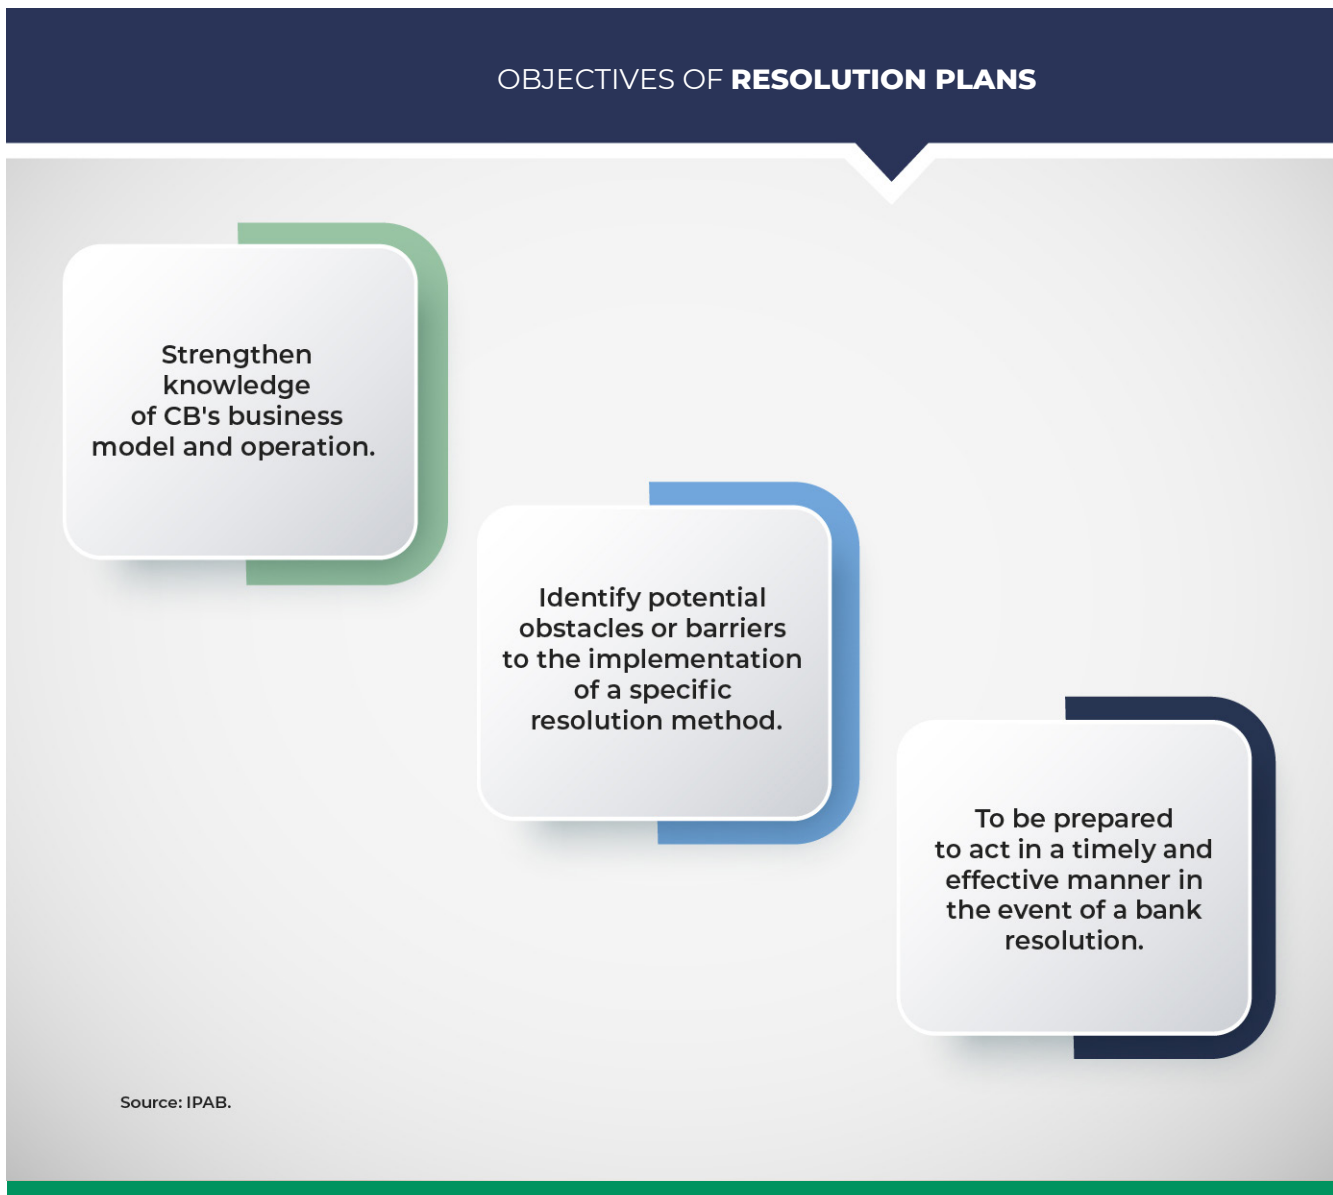 OBJECTIVES OF RESOLUTION PLANS
Strengthen
knowledge
of CB's business
model and operation.
Identify potential
obstacles or barriers
to the implementation
of a specific
resolution method.
To be prepared
to act in a timely and
effective manner in
the event of a bank
resolution.
Source: IPAB.